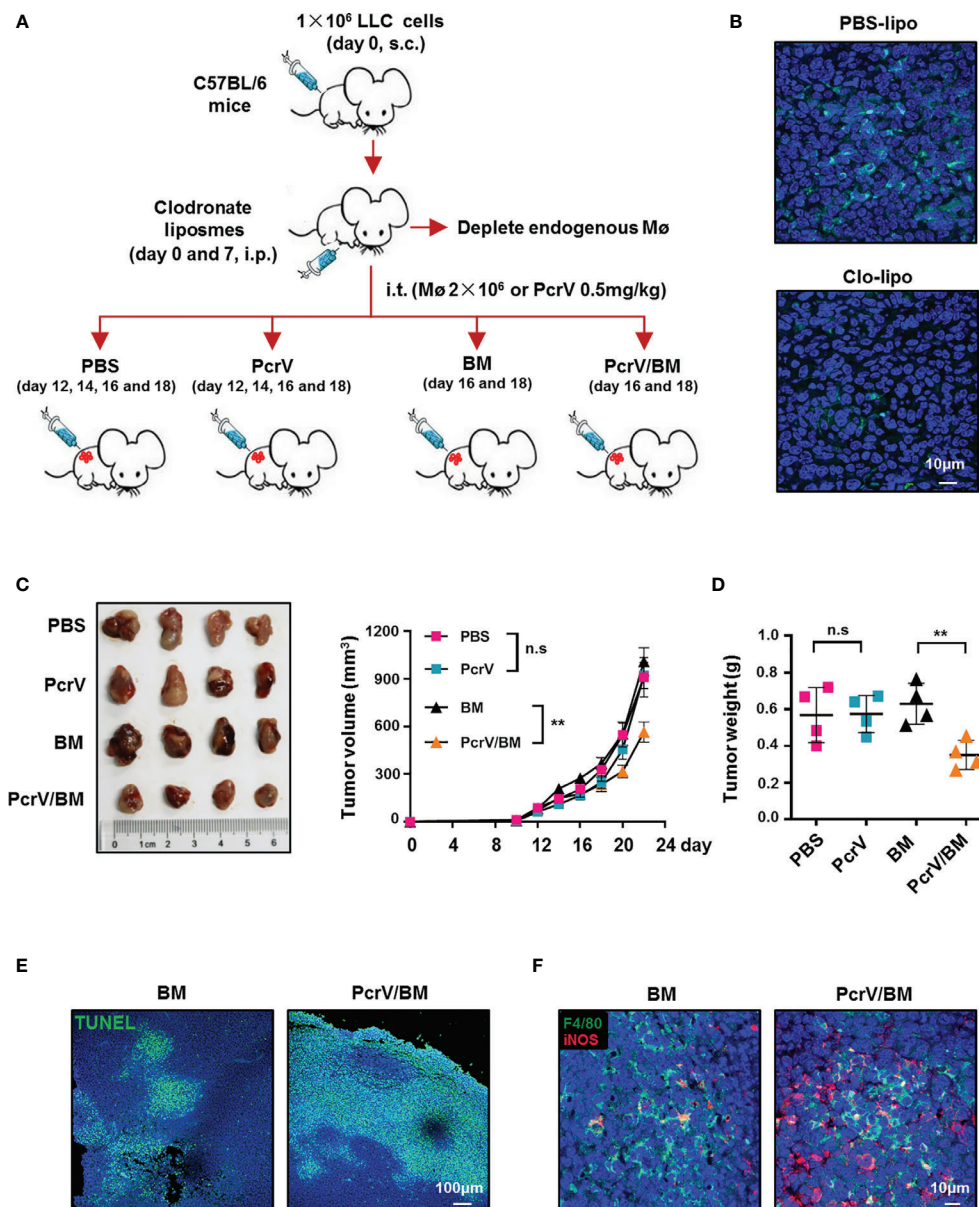 A
1×10⁶ LLC cells
(day 0, s.c.)
C57BL/6
mice
Clodronate
liposmes
(day 0 and 7, i.p.)
Deplete endogenous Mø
i.t. (Mø 2×10⁶ or PcrV 0.5mg/kg)
PBS
(day 12, 14, 16 and 18)
PcrV
(day 12, 14, 16 and 18)
BM
(day 16 and 18)
PcrV/BM
(day 16 and 18)
B
PBS-lipo
Clo-lipo
10μm
C
PBS
PcrV
BM
PcrV/BM
0 1cm 2 3 4 5 6
Tumor volume (mm³)
1200
900
600
300
0
PBS
PcrV
n.s
BM
PcrV/BM
**
0 4 8 12 16 20 24 day
D
Tumor weight (g)
1.0
0.8
0.6
0.4
0.2
0.0
n.s
**
PBS
PcrV
BM
PcrV/BM
E
BM
PcrV/BM
TUNEL
100μm
F
BM
PcrV/BM
F4/80
iNOS
10μm